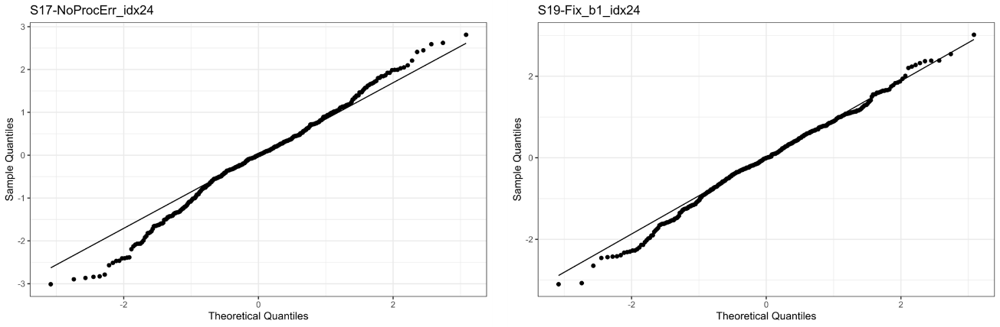 S17-NoProcErr_idx24
3
2
1
0
-1
-2
-3
-2
0
2
Sample Quantiles
Theoretical Quantiles
S19-Fix_b1_idx24
2
0
-2
-2
0
2
Sample Quantiles
Theoretical Quantiles